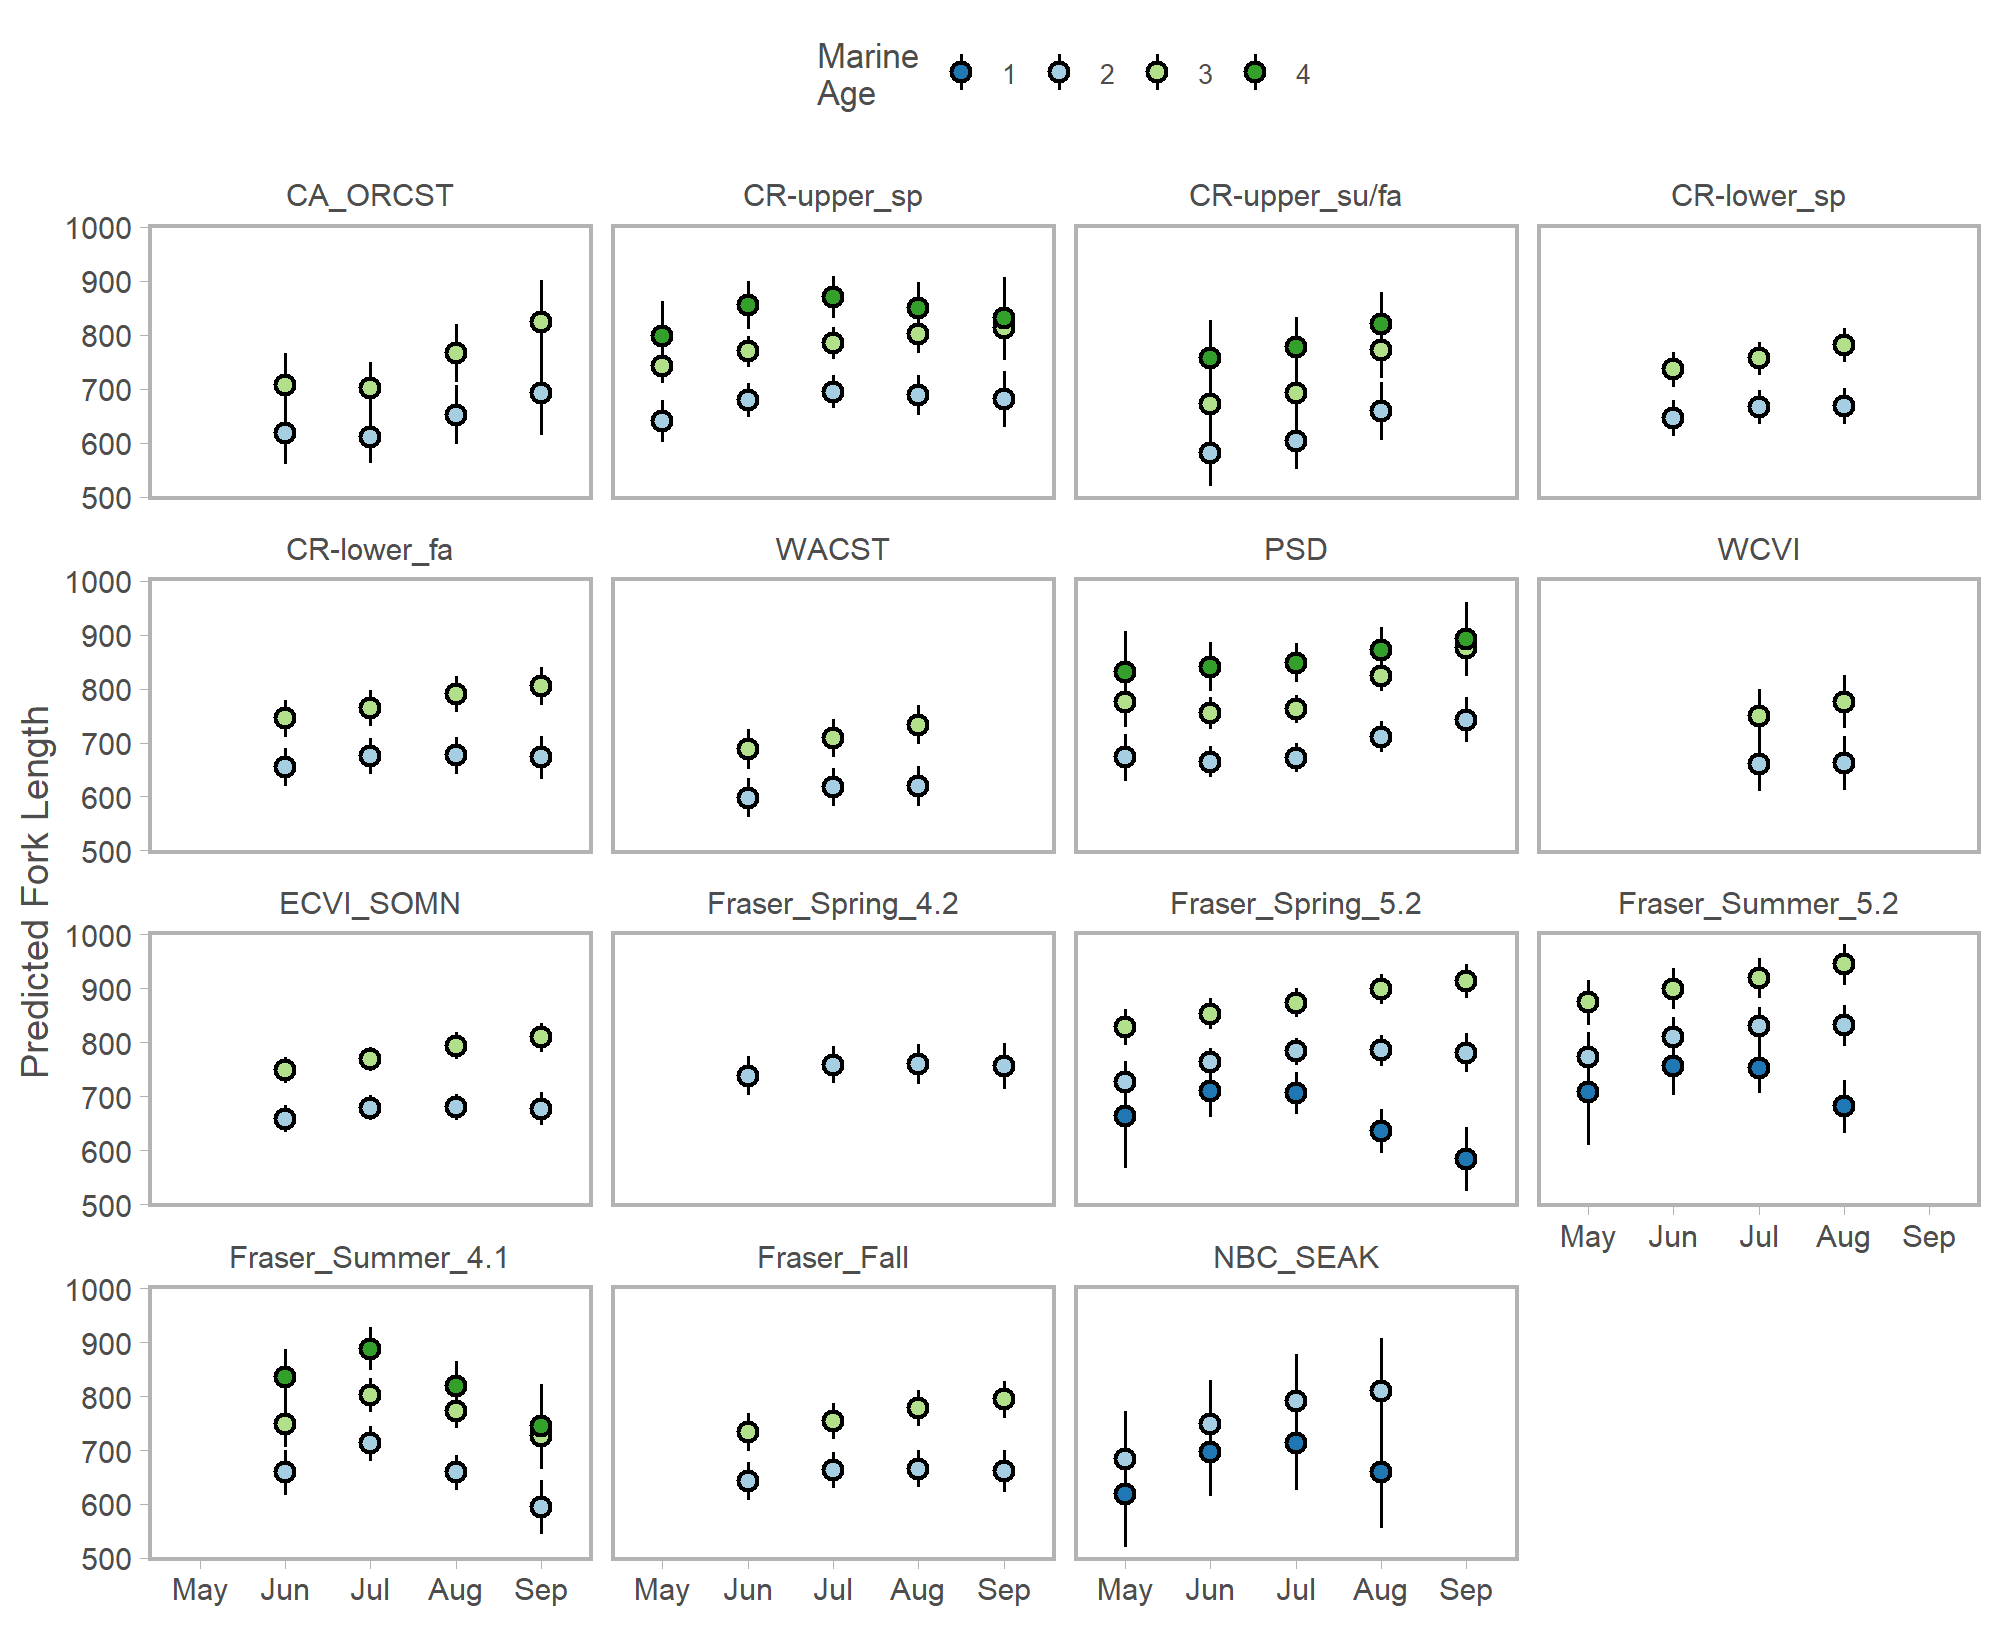 Marine
Age
1 2 3 4
CA_ORCST CR-upper_sp CR-upper_su/fa CR-lower_sp
1000
900
800
700
600
500
CR-lower_fa WACST PSD WCVI
1000
900
800
700
600
500
Predicted Fork Length
ECVI_SOMN Fraser_Spring_4.2 Fraser_Spring_5.2 Fraser_Summer_5.2
1000
900
800
700
600
500
May Jun Jul Aug Sep
Fraser_Summer_4.1 Fraser_Fall NBC_SEAK
1000
900
800
700
600
500
May Jun Jul Aug Sep May Jun Jul Aug Sep May Jun Jul Aug Sep